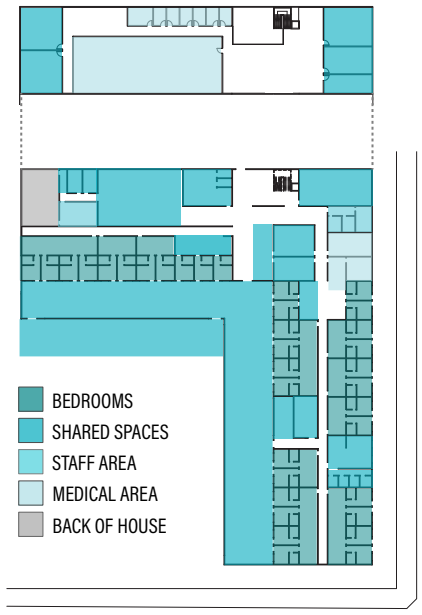 BEDROOMS
SHARED SPACES
STAFF AREA
MEDICAL AREA
BACK OF HOUSE